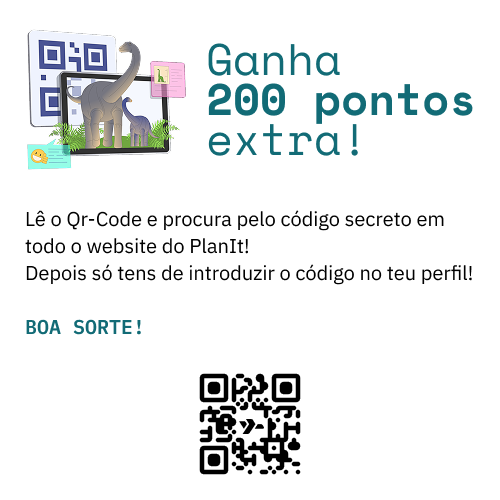 Ganha
200 pontos
extra!
Lê o Qr-Code e procura pelo código secreto em
todo o website do PlanIt!
Depois só tens de introduzir o código no teu perfil!
BOA SORTE!